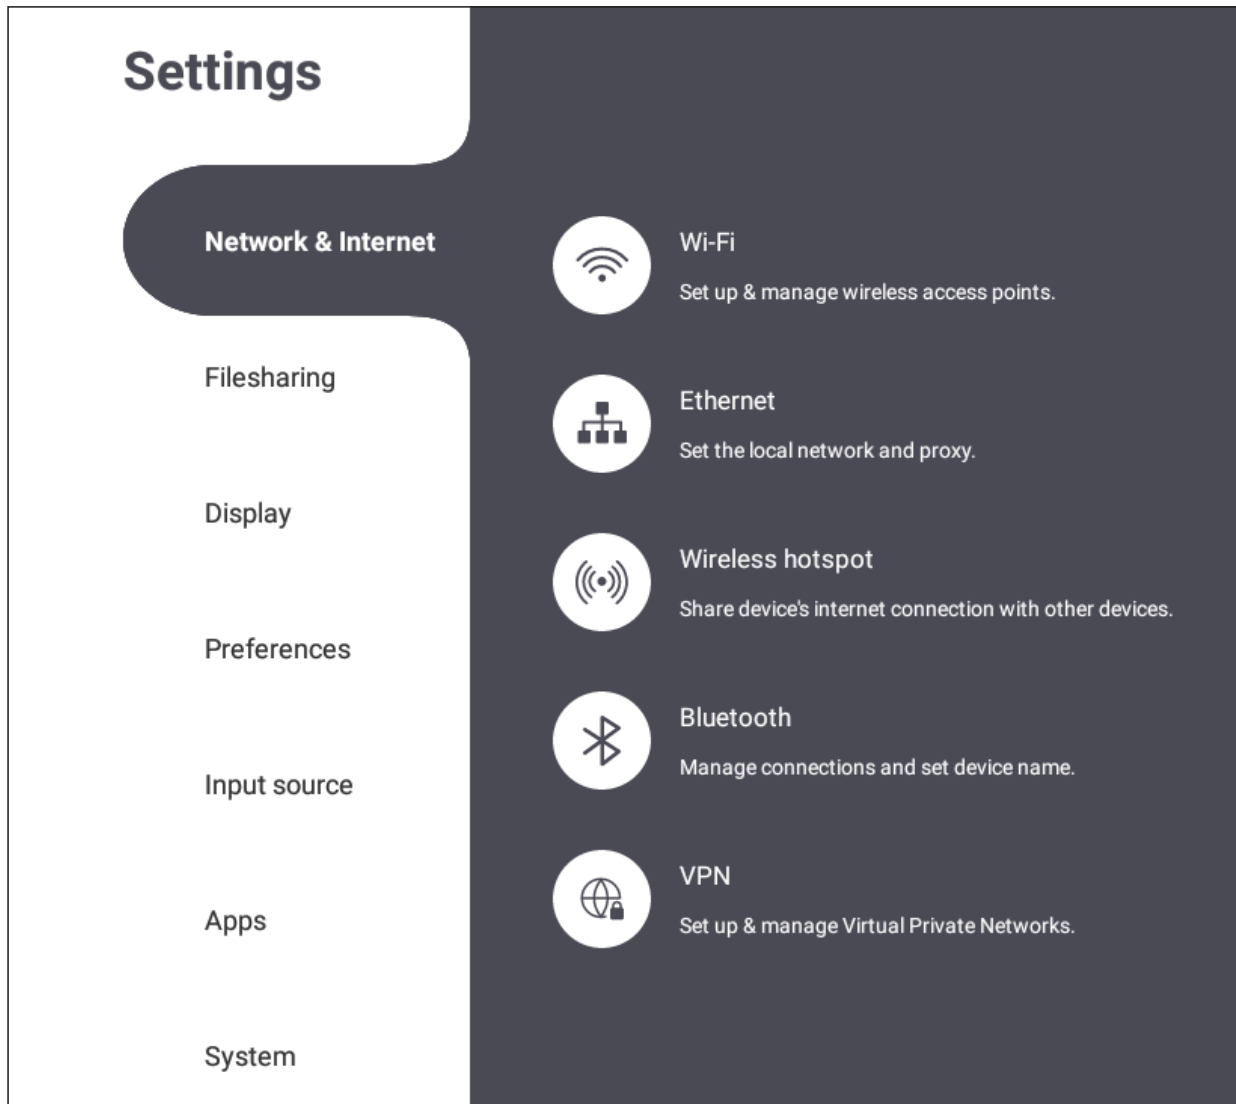 Settings
Network & Internet
Filesharing
Display
Preferences
Input source
Apps
System
Wi-Fi
Set up & manage wireless access points.
Ethernet
Set the local network and proxy.
Wireless hotspot
Share device's internet connection with other devices.
Bluetooth
Manage connections and set device name.
VPN
Set up & manage Virtual Private Networks.